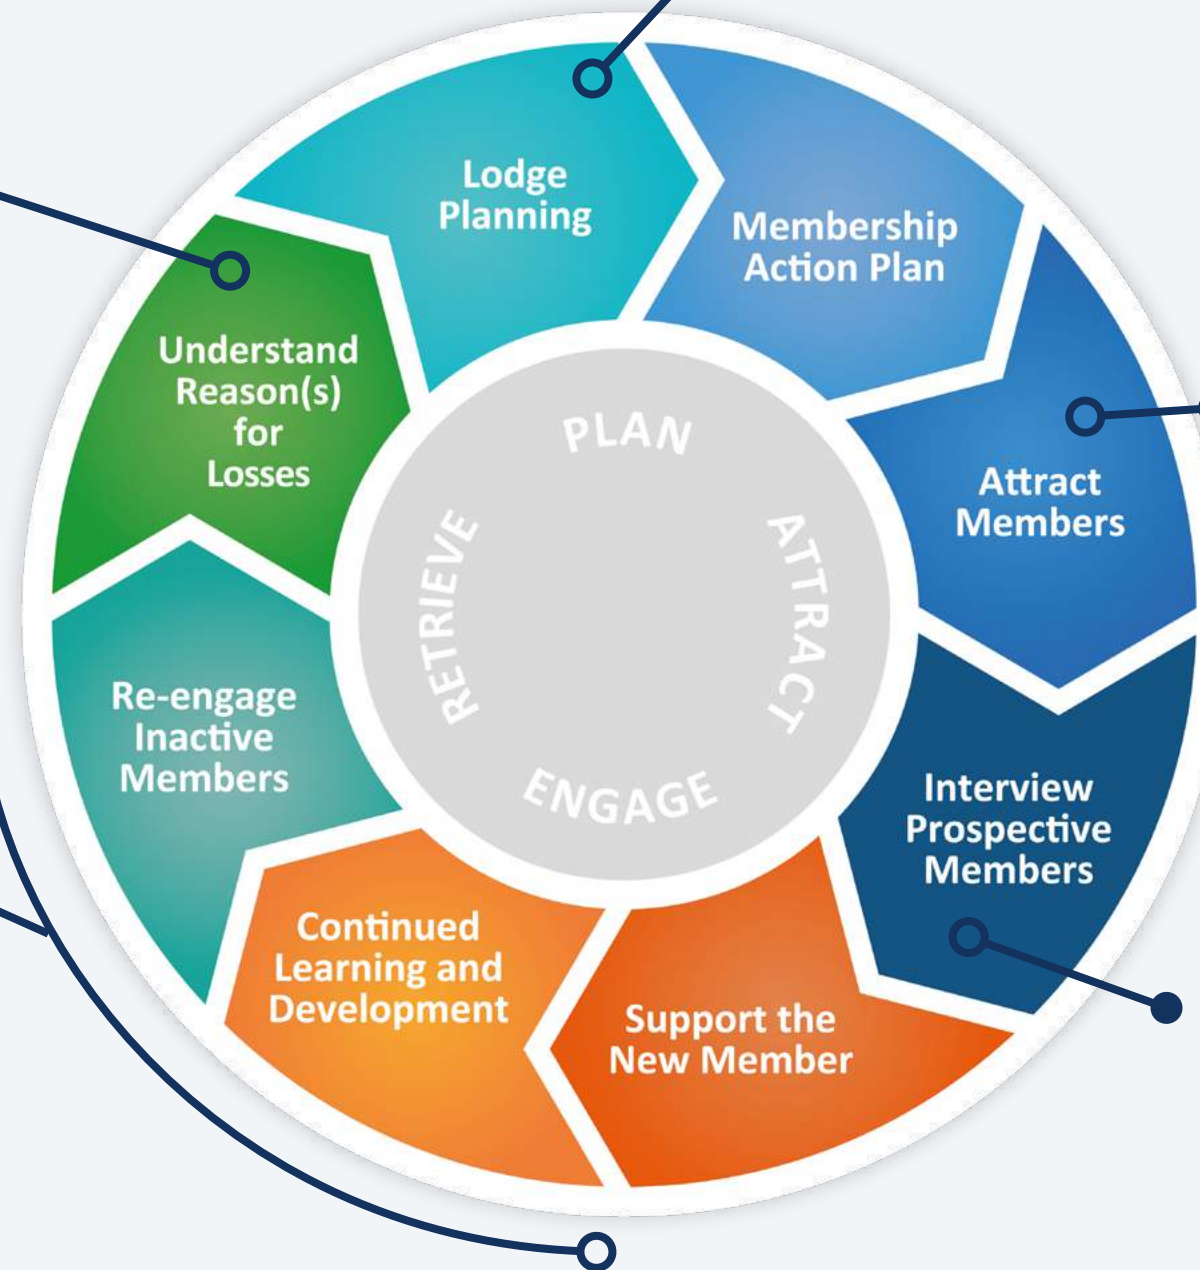 Lodge
Planning
Membership
Action Plan
Attract
Members
Interview
Prospective
Members
Support the
New Member
Continued
Learning and
Development
Re-engage
Inactive
Members
Understand
Reason(s)
for
Losses
PLAN
ATTRACT
ENGAGE
RETRIEVE